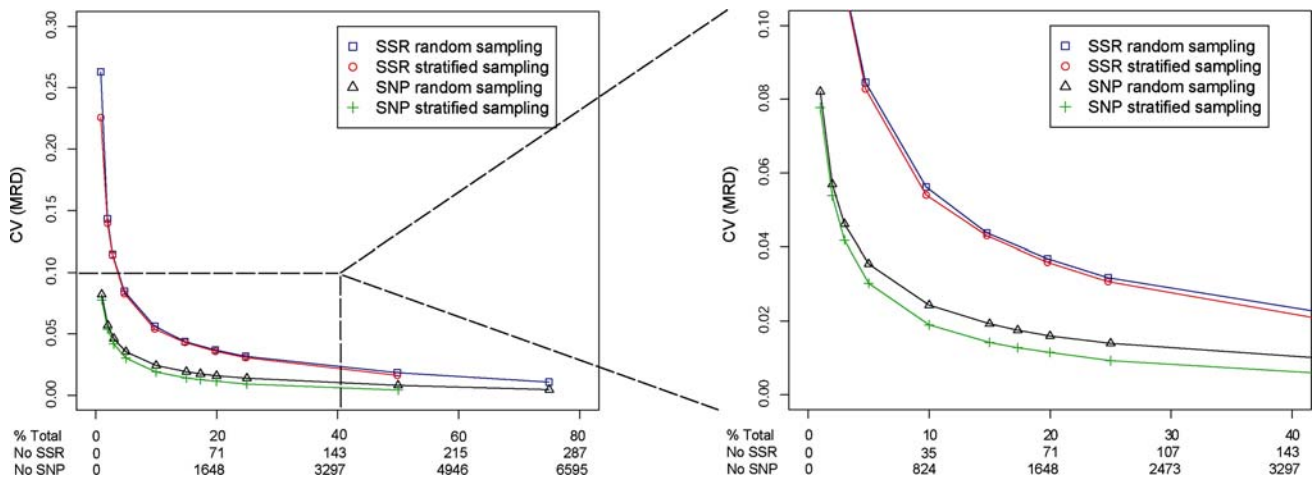 CV (MRD)
0.30
0.25
0.20
0.15
0.10
0.05
0.00
SSR random sampling
SSR stratified sampling
SNP random sampling
SNP stratified sampling
% Total 0 20 40 60 80
No SSR 0 71 143 215 287
No SNP 0 1648 3297 4946 6595
CV (MRD)
0.10
0.08
0.06
0.04
0.02
0.00
SSR random sampling
SSR stratified sampling
SNP random sampling
SNP stratified sampling
% Total 0 10 20 30 40
No SSR 0 35 71 107 143
No SNP 0 824 1648 2473 3297